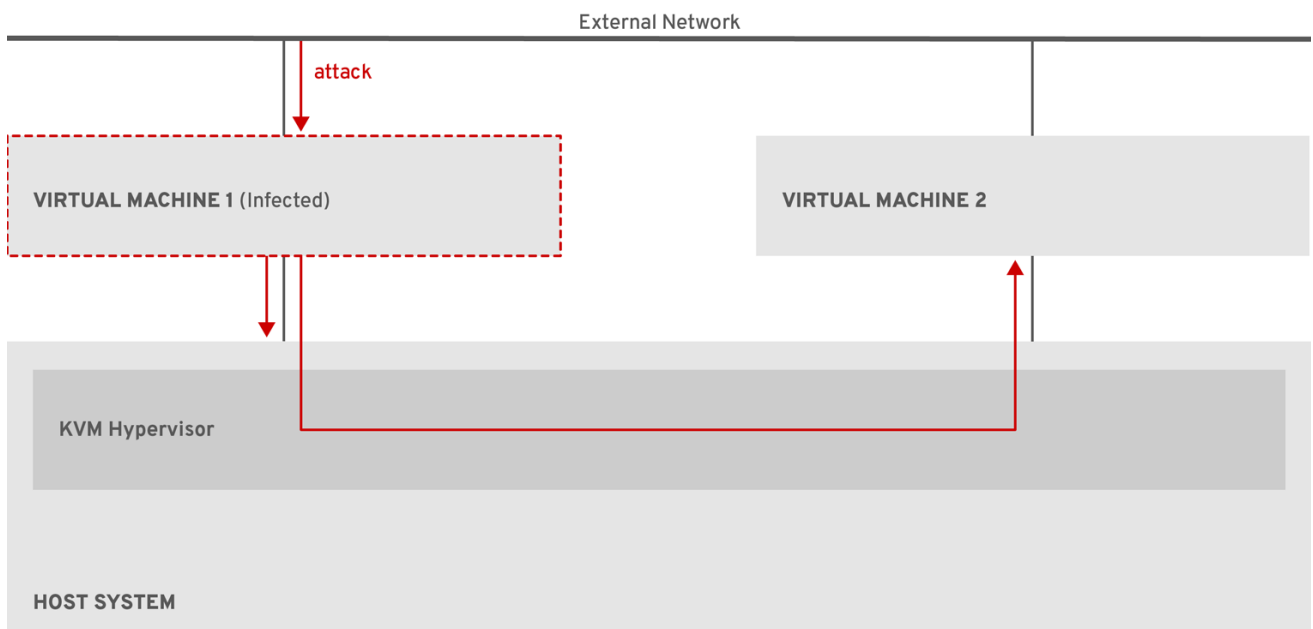 External Network
attack
VIRTUAL MACHINE 1 (Infected)
VIRTUAL MACHINE 2
KVM Hypervisor
HOST SYSTEM